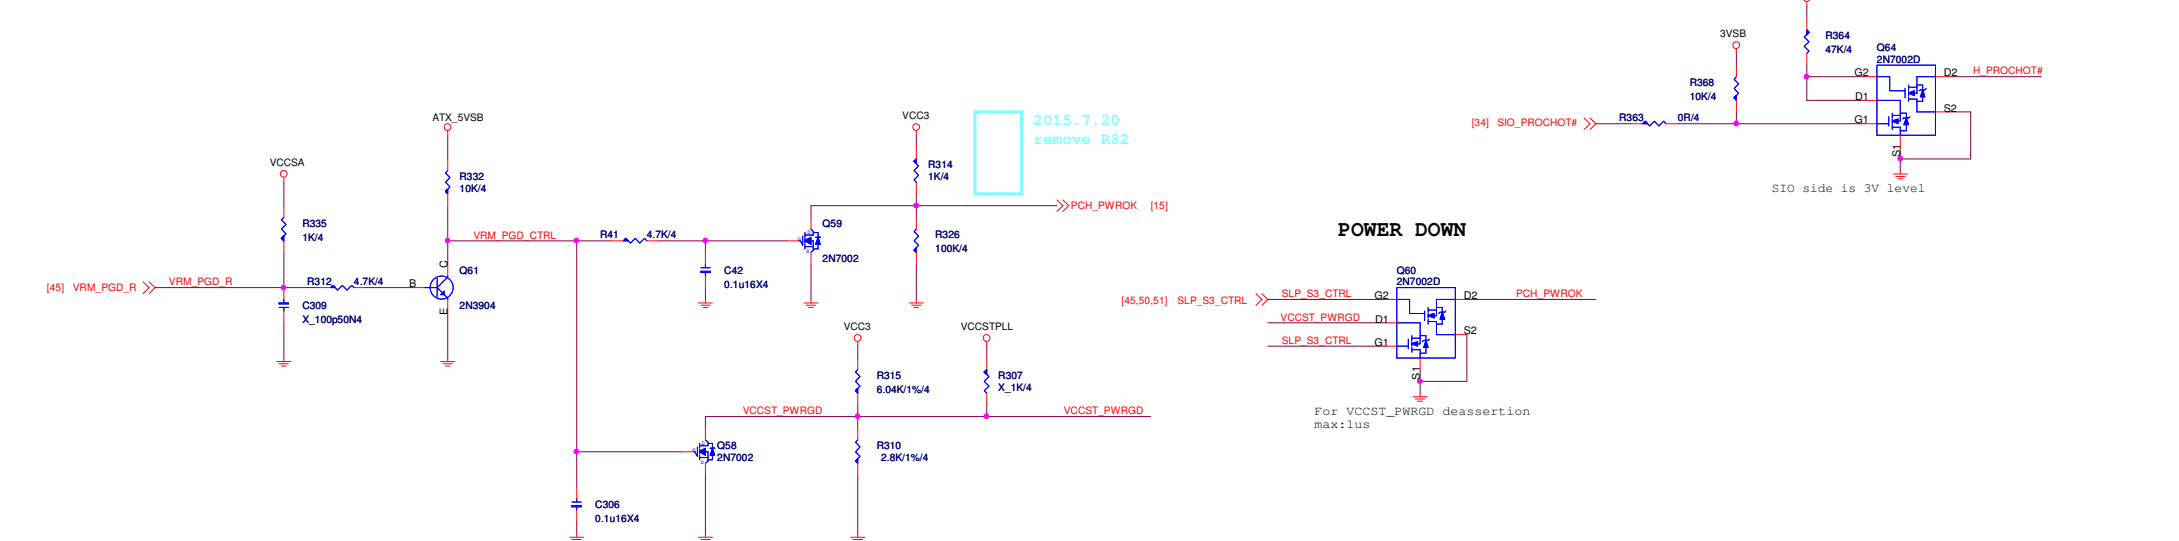 R364
47K/4
3VSB
Q64
2N7002D
G2
D2
H_PROCHOT#
R368
10K/4
D1
S2
[34] SIO_PROCHOT#
R363
0R/4
G1
S1
SIO side is 3V level
ATX_5VSB
VCC3
2015.7.20
remove R82
VCCSA
R314
1K/4
R332
10K/4
PCH_PWROK [15]
R335
1K/4
VRM_PGD_CTRL
R41
4.7K/4
Q59
2N7002
R326
100K/4
POWER DOWN
C
Q61
C42
0.1u16X4
[45] VRM_PGD_R
VRM_PGD_R
R312
4.7K/4
B
2N3904
E
C309
X_100p50N4
Q60
2N7002D
[45,50,51] SLP_S3_CTRL
SLP_S3_CTRL
G2
D2
PCH_PWROK
VCCST_PWRGD
D1
S2
SLP_S3_CTRL
G1
S1
For VCCST_PWRGD deassertion
max:1us
VCC3
VCCSTPLL
R315
6.04K/1%/4
R307
X_1K/4
VCCST_PWRGD
VCCST_PWRGD
Q58
2N7002
R310
2.8K/1%/4
C306
0.1u16X4